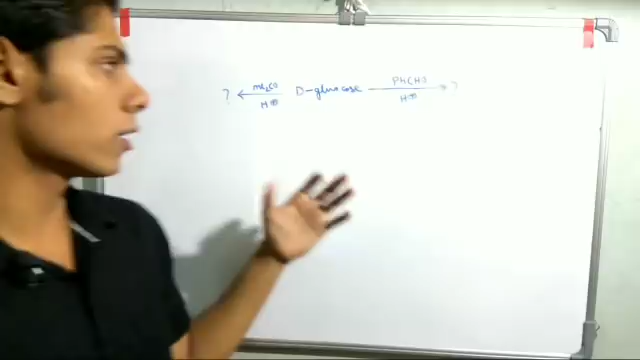 ? ← Me₂CO / H⊕ D-glucose PhCHO / H⊕ → ?